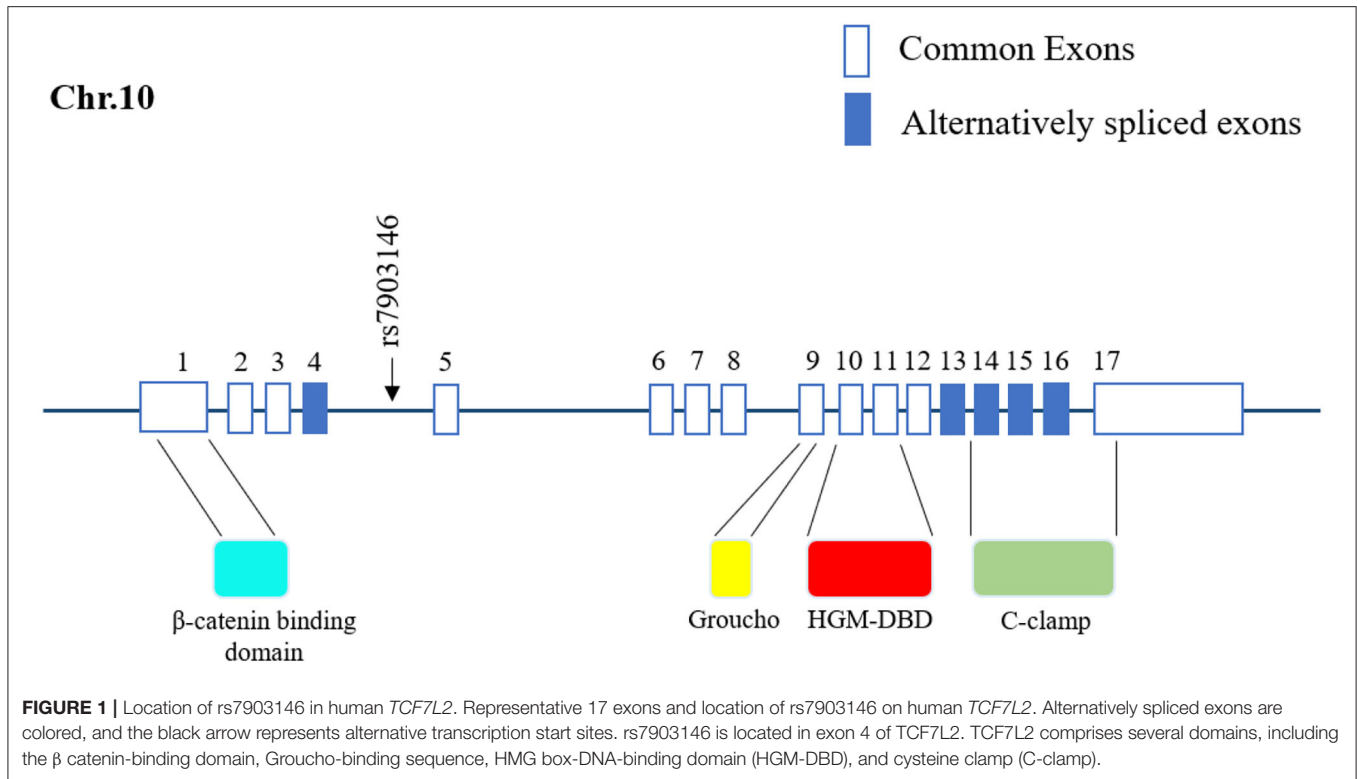 Common Exons
Chr.10
Alternatively spliced exons
rs7903146
1 2 3 4 5 6 7 8 9 10 11 12 13 14 15 16 17
β-catenin binding
domain
Groucho
HGM-DBD
C-clamp
FIGURE 1 | Location of rs7903146 in human TCF7L2. Representative 17 exons and location of rs7903146 on human TCF7L2. Alternatively spliced exons are
colored, and the black arrow represents alternative transcription start sites. rs7903146 is located in exon 4 of TCF7L2. TCF7L2 comprises several domains, including
the β catenin-binding domain, Groucho-binding sequence, HMG box-DNA-binding domain (HGM-DBD), and cysteine clamp (C-clamp).